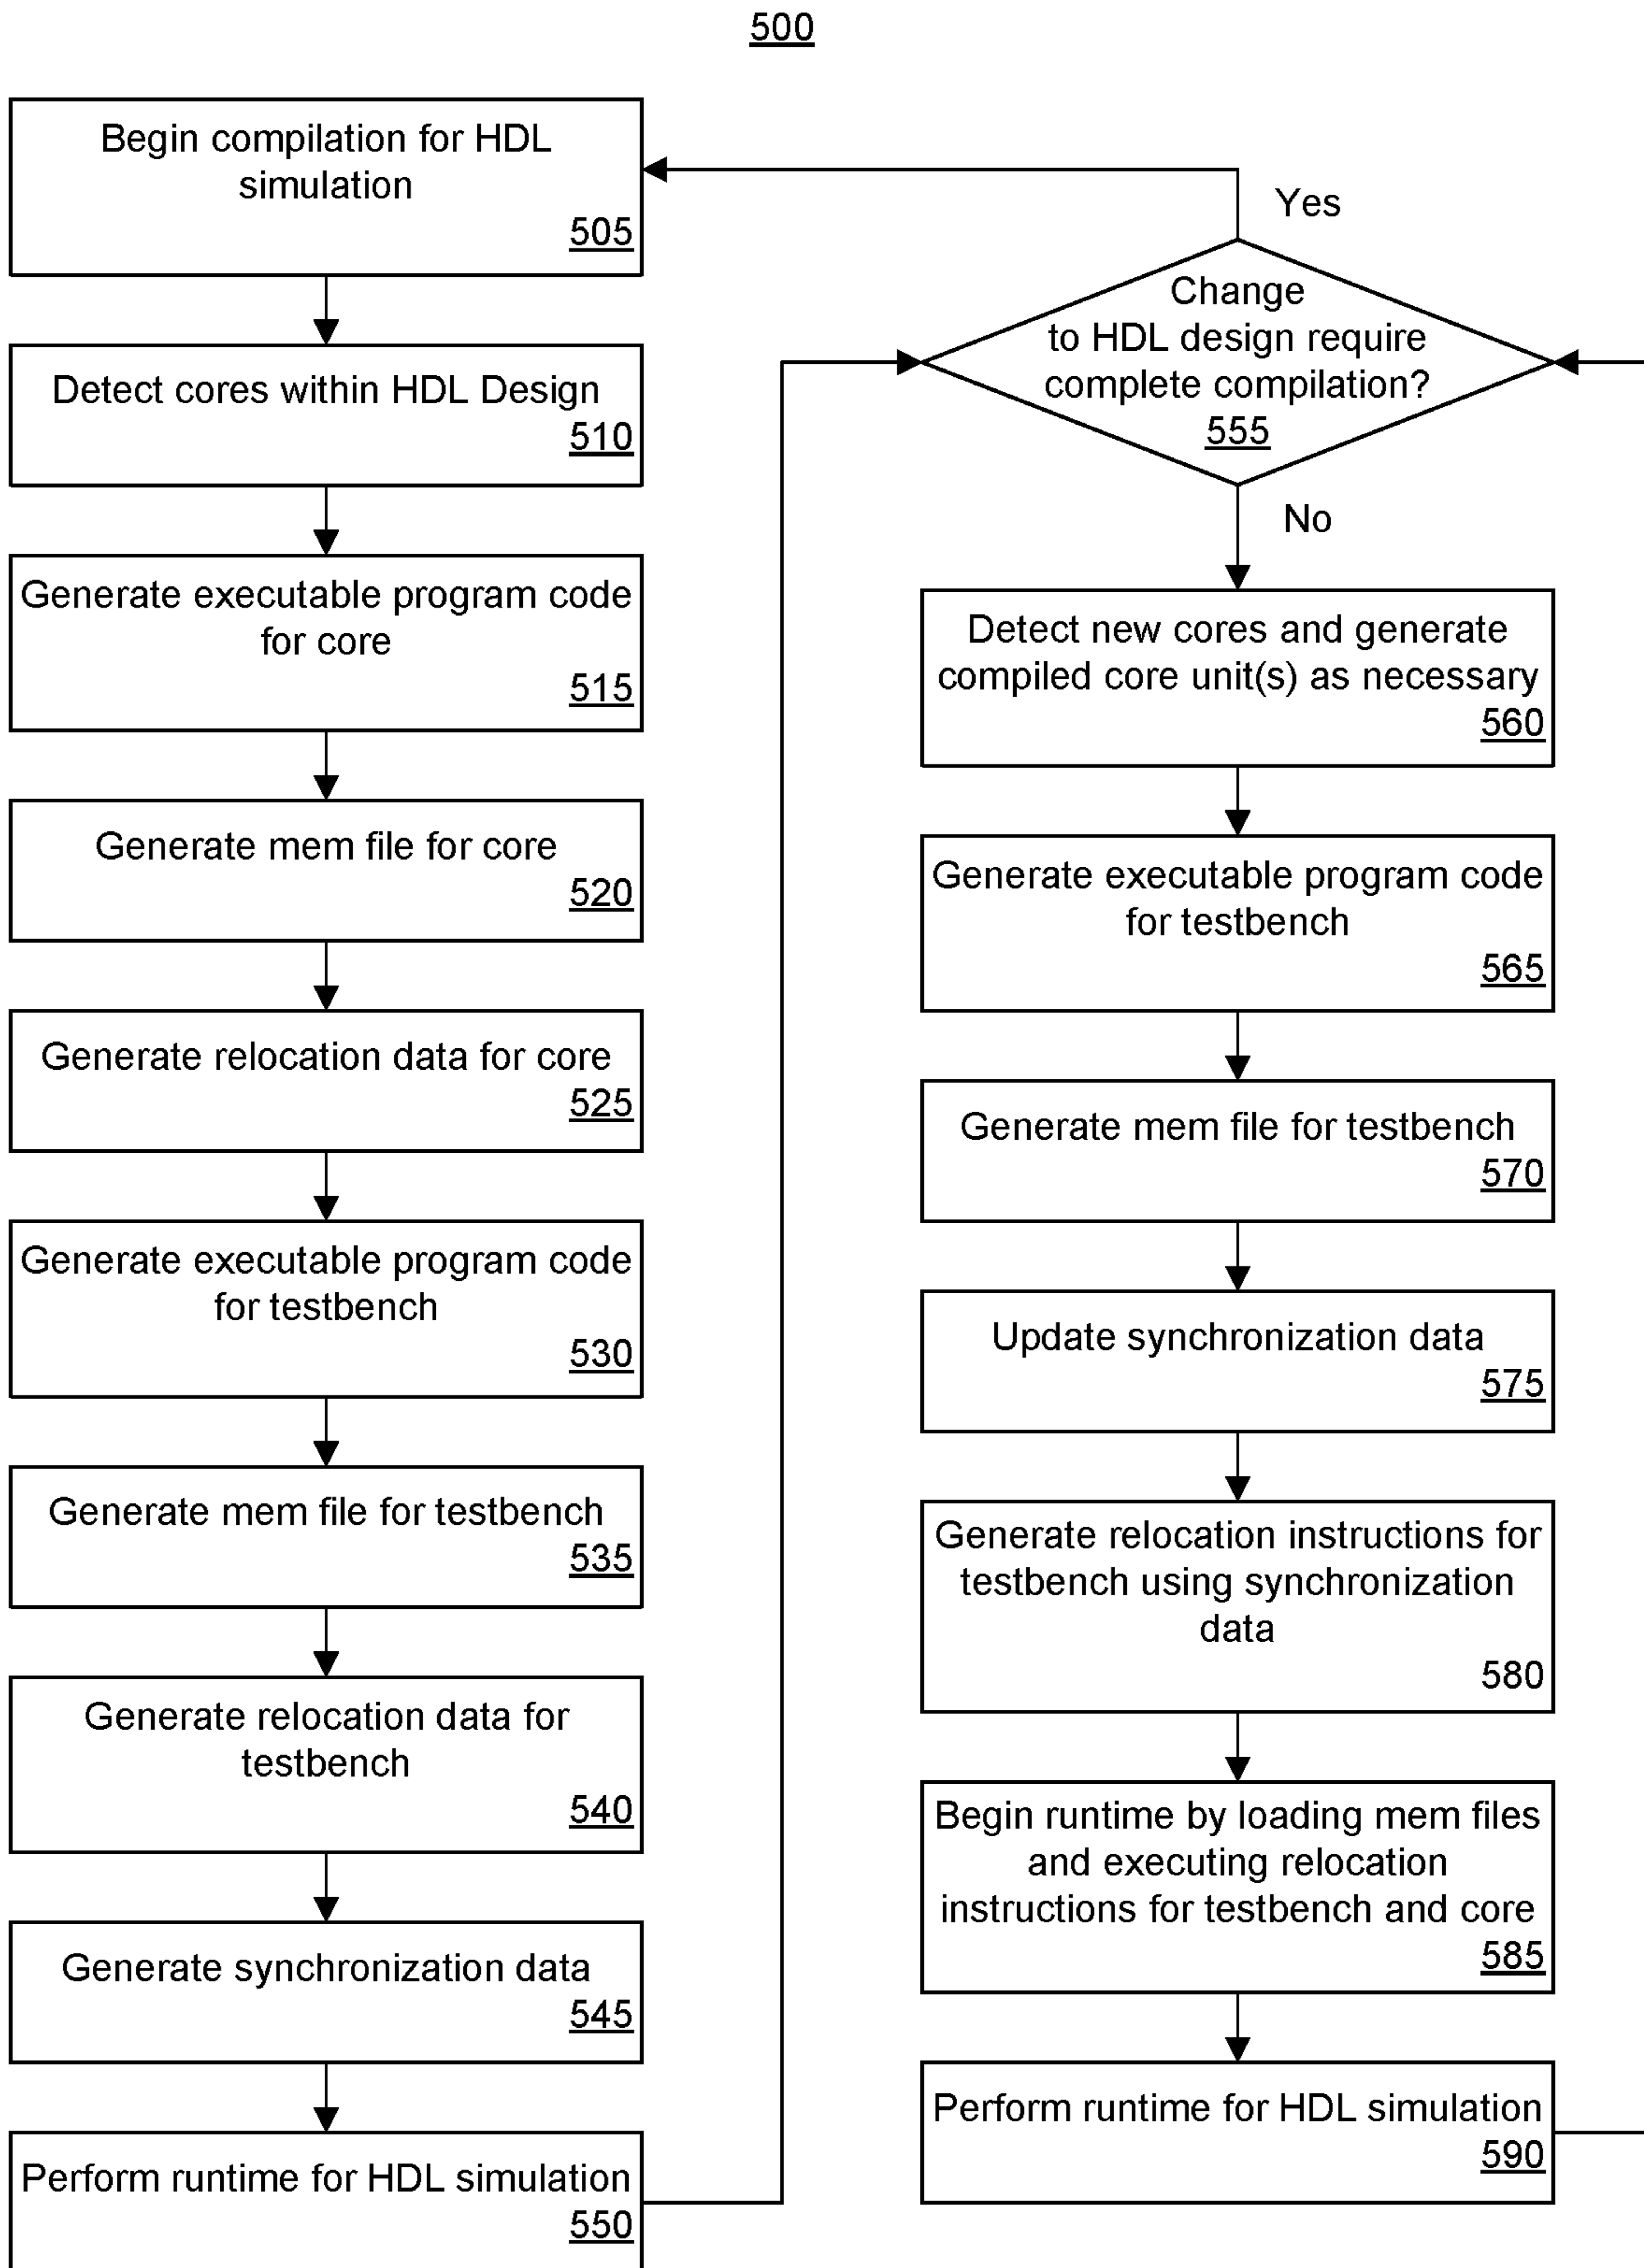 500
Begin compilation for HDL
simulation
505
Detect cores within HDL Design
510
Generate executable program code
for core
515
Generate mem file for core
520
Generate relocation data for core
525
Generate executable program code
for testbench
530
Generate mem file for testbench
535
Generate relocation data for
testbench
540
Generate synchronization data
545
Perform runtime for HDL simulation
550
Yes
Change
to HDL design require
complete compilation?
555
No
Detect new cores and generate
compiled core unit(s) as necessary
560
Generate executable program code
for testbench
565
Generate mem file for testbench
570
Update synchronization data
575
Generate relocation instructions for
testbench using synchronization
data
580
Begin runtime by loading mem files
and executing relocation
instructions for testbench and core
585
Perform runtime for HDL simulation
590